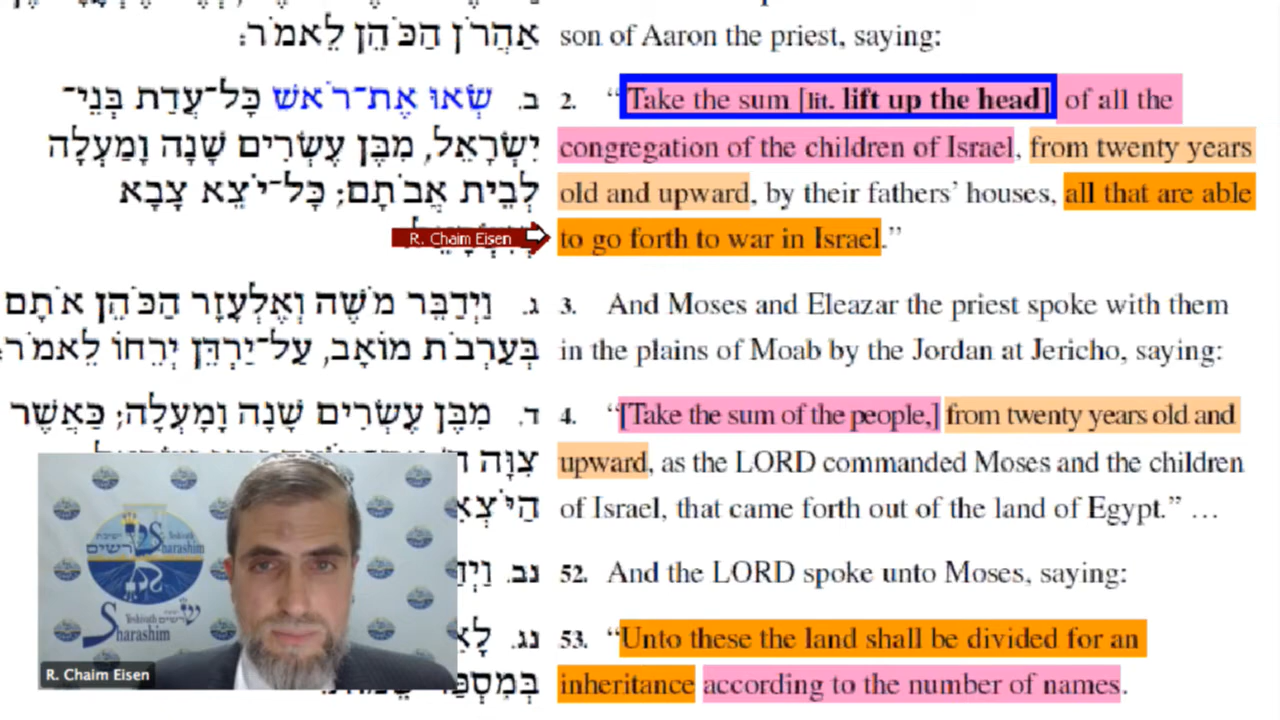 אַהֲרֹן הַכֹּהֵן לֵאמֹר:
son of Aaron the priest, saying:
ב. שְׂאוּ אֶת־רֹאשׁ כָּל־עֲדַת בְּנֵי־
יִשְׂרָאֵל, מִבֶּן עֶשְׂרִים שָׁנָה וָמַעְלָה
לְבֵית אֲבֹתָם; כָּל־יֹצֵא צָבָא
2. “Take the sum [lit. lift up the head] of all the
congregation of the children of Israel, from twenty years
old and upward, by their fathers’ houses, all that are able
to go forth to war in Israel.”
R. Chaim Eisen
ג. וַיְדַבֵּר מֹשֶׁה וְאֶלְעָזָר הַכֹּהֵן אֹתָם
בְּעַרְבֹת מוֹאָב, עַל־יַרְדֵּן יְרֵחוֹ לֵאמֹר:
3. And Moses and Eleazar the priest spoke with them
in the plains of Moab by the Jordan at Jericho, saying:
ד. מִבֶּן עֶשְׂרִים שָׁנָה וָמָעְלָה; כַּאֲשֶׁר
צִוָּה ה
4. “[Take the sum of the people,] from twenty years old and
upward, as the LORD commanded Moses and the children
of Israel, that came forth out of the land of Egypt.” …
נב.
52. And the LORD spoke unto Moses, saying:
נג.
53. “Unto these the land shall be divided for an
inheritance according to the number of names.
ישיבת
שרשים
Sharashim
Yeshivath
שרשים
Sharashim
R. Chaim Eisen